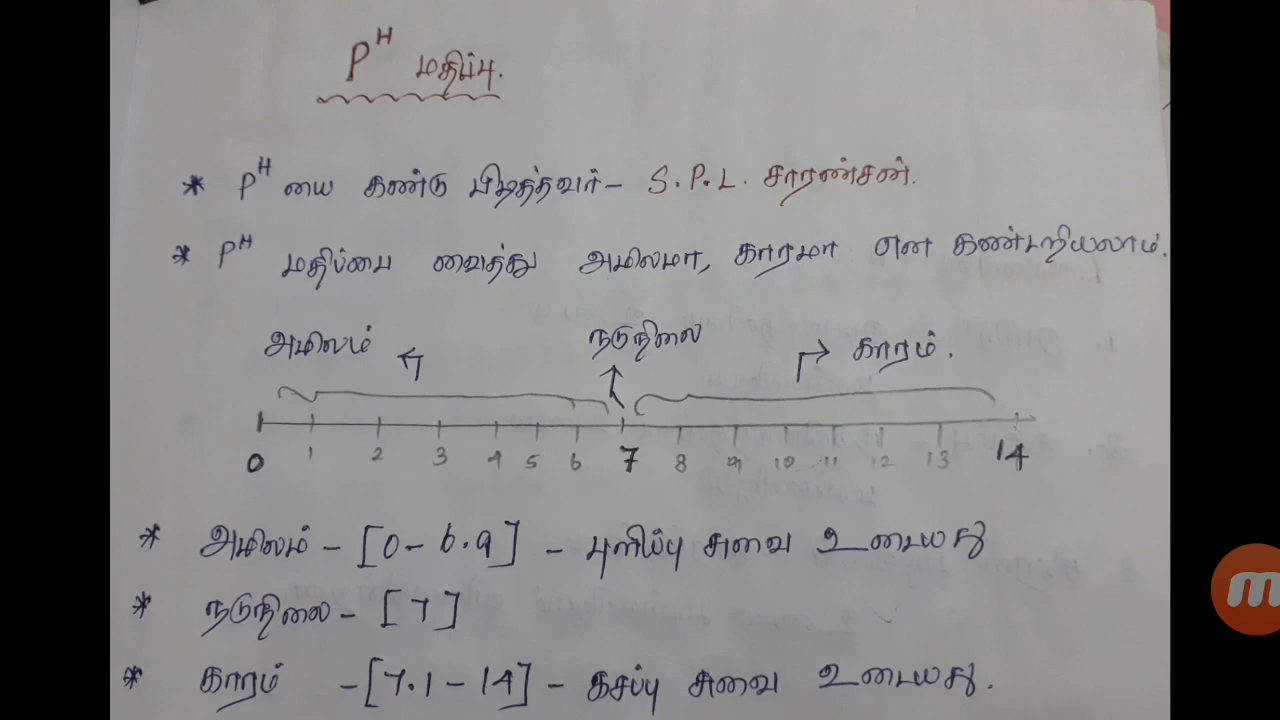 PH மதிப்பு.
* PH யை கண்டு பிடித்தவர் - S.P.L. சாரன்சன்.
* PH மதிப்பை வைத்து அமிலமா, காரமா என கண்டறியலாம்.
அமிலம் நடுநிலை காரம்.
0 1 2 3 4 5 6 7 8 9 10 11 12 13 14
* அமிலம் - [0 - 6.9] - புளிப்பு சுவை உடையது
* நடுநிலை - [7]
* காரம் - [7.1 - 14] - கசப்பு சுவை உடையது.